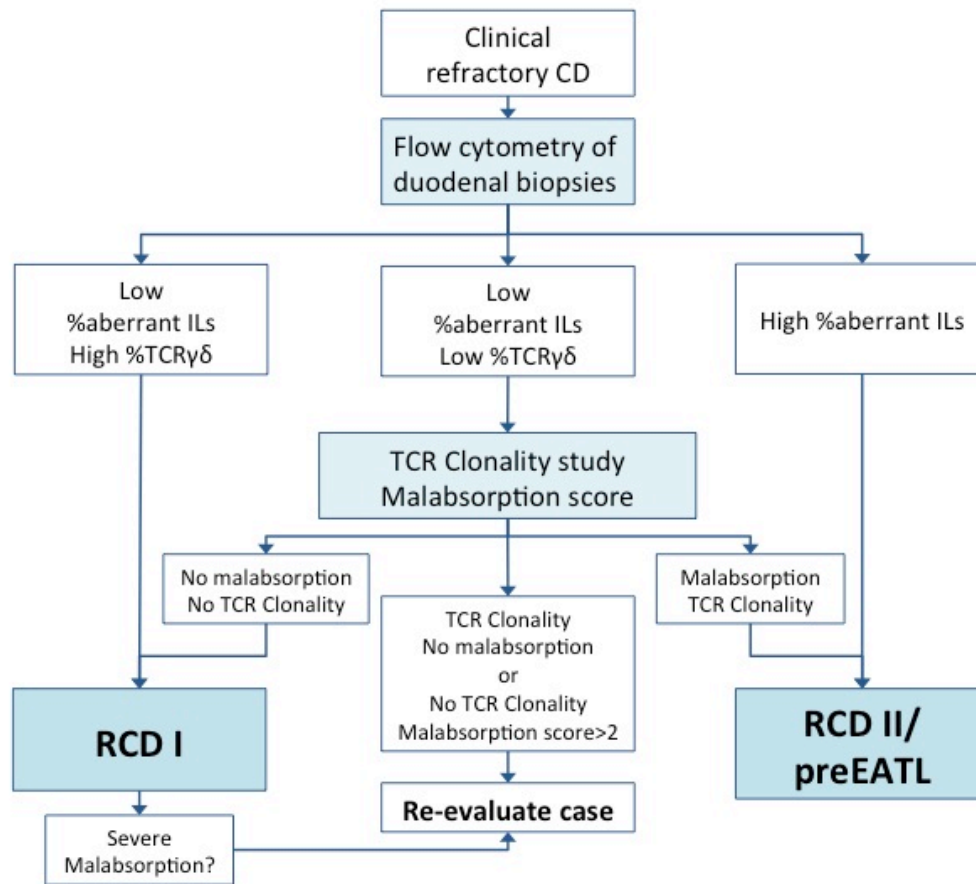 Clinical
refractory CD
Flow cytometry of
duodenal biopsies
Low
%aberrant ILs
High %TCRγδ
Low
%aberrant ILs
Low %TCRγδ
High %aberrant ILs
TCR Clonality study
Malabsorption score
No malabsorption
No TCR Clonality
TCR Clonality
No malabsorption
or
No TCR Clonality
Malabsorption score>2
Malabsorption
TCR Clonality
RCD I
RCD II/
preEATL
Re-evaluate case
Severe
Malabsorption?